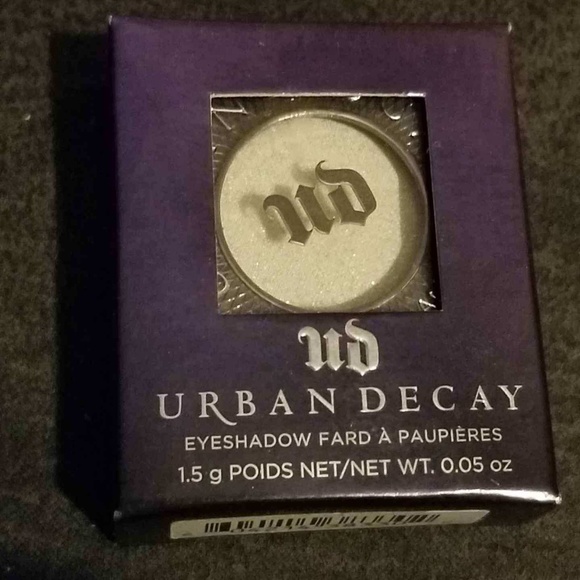 ud
ud
URBAN DECAY
EYESHADOW FARD À PAUPIÈRES
1.5 g POIDS NET/NET WT. 0.05 oz